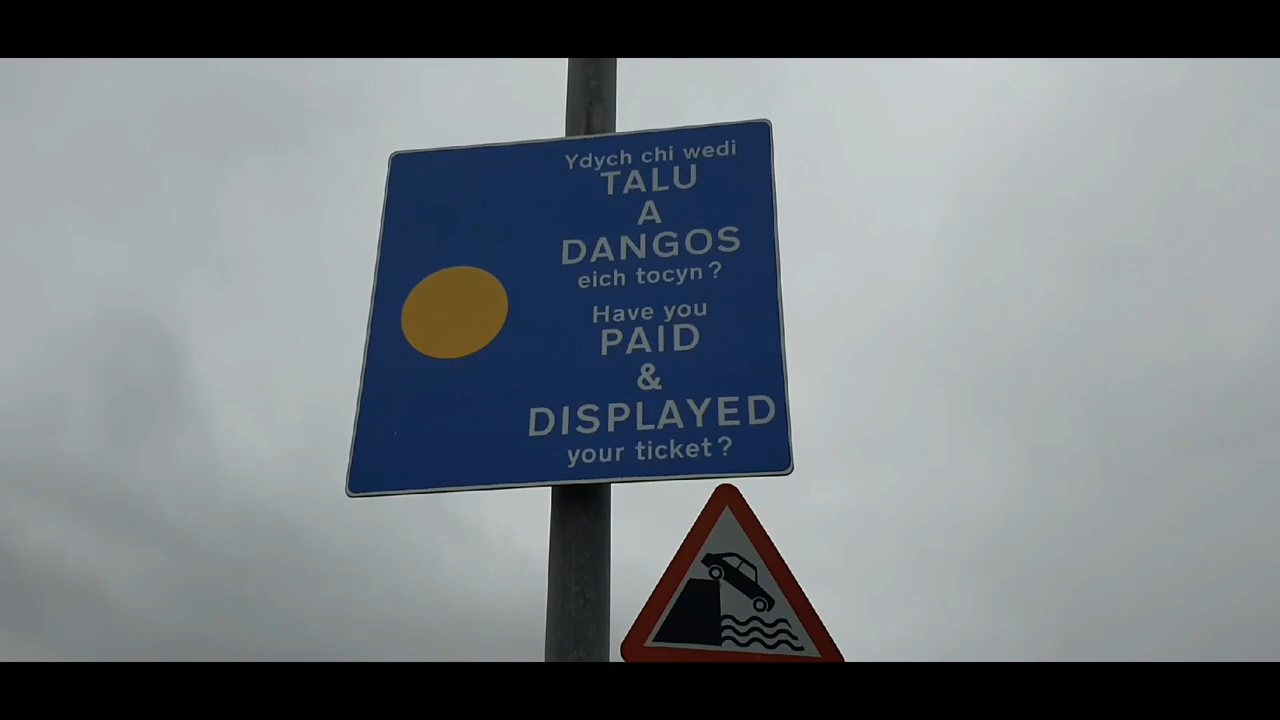 Ydych chi wedi
TALU
A
DANGOS
eich tocyn?
Have you
PAID
&
DISPLAYED
your ticket?